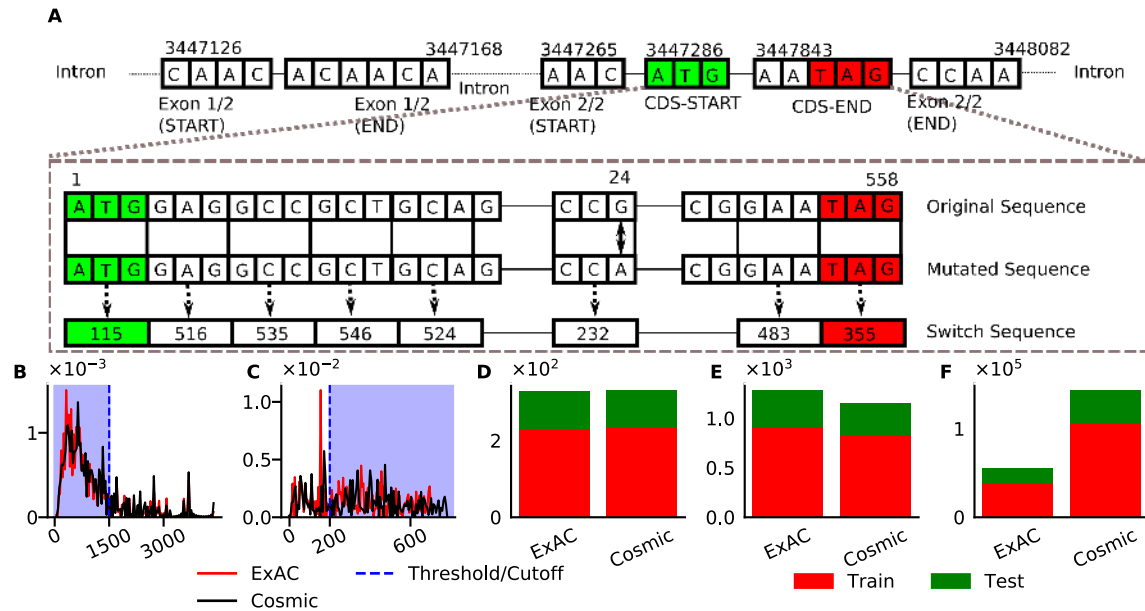 A
3447126
3447168
3447265
3447286
3447843
3448082
Intron
C A A C
A C A A C A
A A C
A T G
A A T A G
C C A A
Intron
Intron
Exon 1/2
(START)
Exon 1/2
(END)
Exon 2/2
(START)
CDS-START
CDS-END
Exon 2/2
(END)
1
24
558
A T G G A G G C C G C T G C A G
C C G
C G G A A T A G
Original Sequence
A T G G A G G C C G C T G C A G
C C A
C G G A A T A G
Mutated Sequence
115 516 535 546 524 232 483 355
Switch Sequence
B
×10⁻³
1
0
0 1500 3000
C
×10⁻²
1.0
0.5
0.0
0 200 600
D
×10²
2
0
ExAC Cosmic
E
×10³
1.0
0.5
0.0
ExAC Cosmic
F
×10⁵
1
0
ExAC Cosmic
ExAC
Cosmic
Threshold/Cutoff
Train
Test